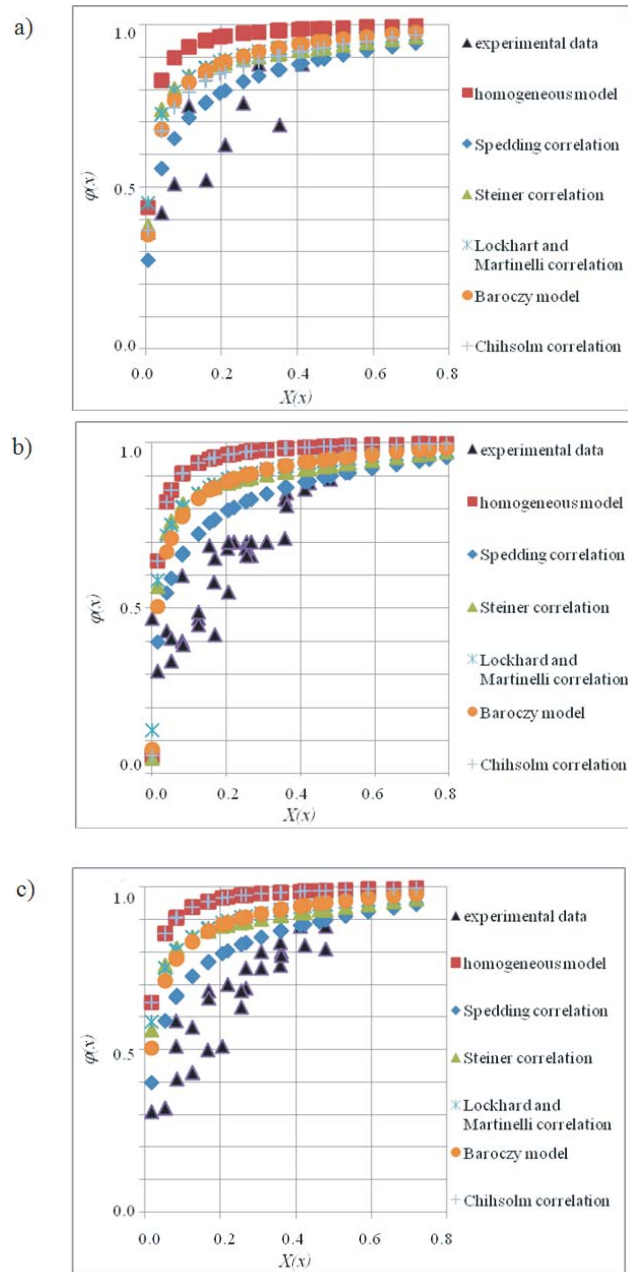 a)
1.0
0.5
0.0
φ(x)
0.0
0.2
0.4
0.6
0.8
X(x)
experimental data
homogeneous model
Spedding correlation
Steiner correlation
Lockhart and
Martinelli correlation
Baroczy model
Chihsolm correlation
b)
1.0
0.5
0.0
φ(x)
0.0
0.2
0.4
0.6
0.8
X(x)
experimental data
homogeneous model
Spedding correlation
Steiner correlation
Lockhard and
Martinelli correlation
Baroczy model
Chihsolm correlation
c)
1.0
0.5
0.0
φ(x)
0.0
0.2
0.4
0.6
0.8
X(x)
experimental data
homogeneous model
Spedding correlation
Steiner correlation
Lockhard and
Martinelli correlation
Baroczy model
Chihsolm correlation